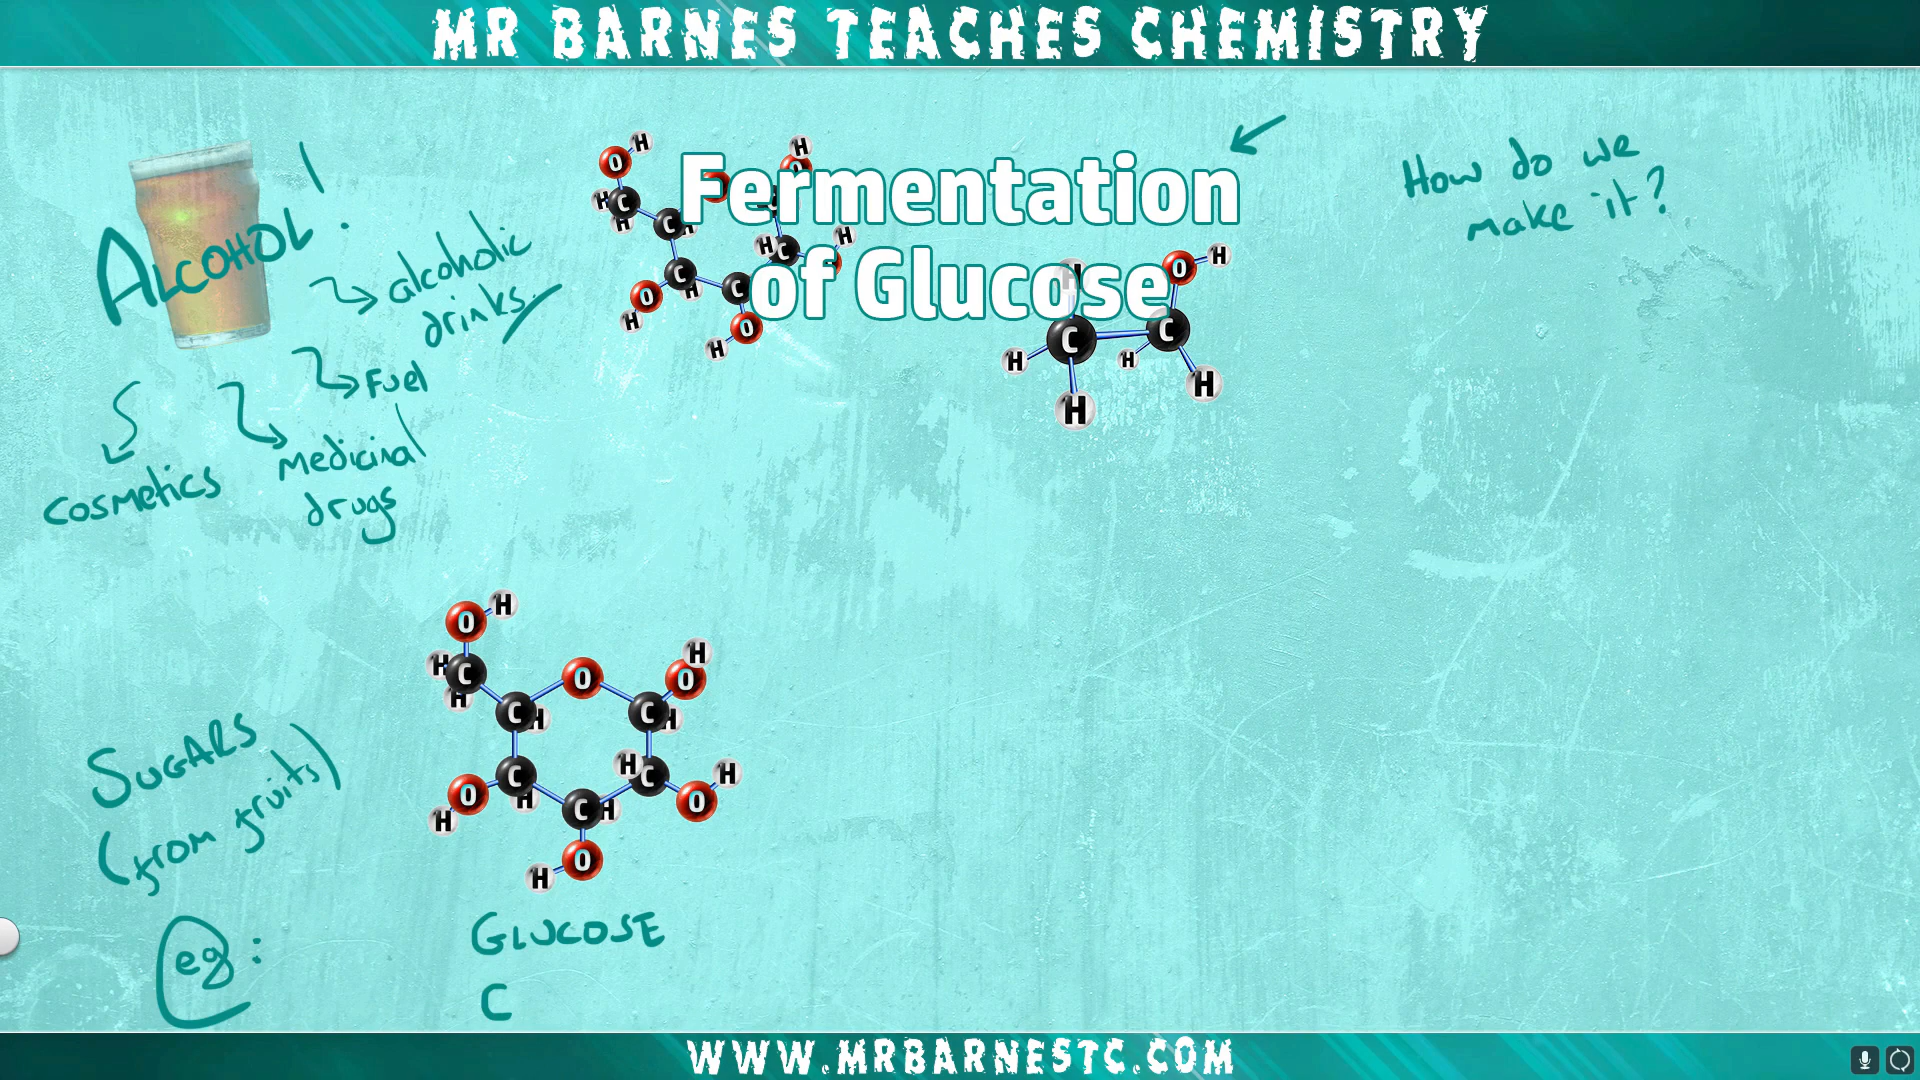 MR BARNES TEACHES CHEMISTRY
Fermentation
of Glucose
How do we
make it?
ALCOHOL!
alcoholic
drinks
Fuel
Medicinal
drugs
cosmetics
H
O
H
O
H
C
H
C
H
H
C
H
C
H
O
H
C
O
H
H
O
H
H
C
C
H
H
H
H
O
H
O
H
H
C
H
O
O
H
C
H
C
H
C
H
H
C
H
O
C
H
O
H
O
H
SUGARS
(from fruits)
eg:
GLUCOSE
C
WWW.MRBARNESTC.COM